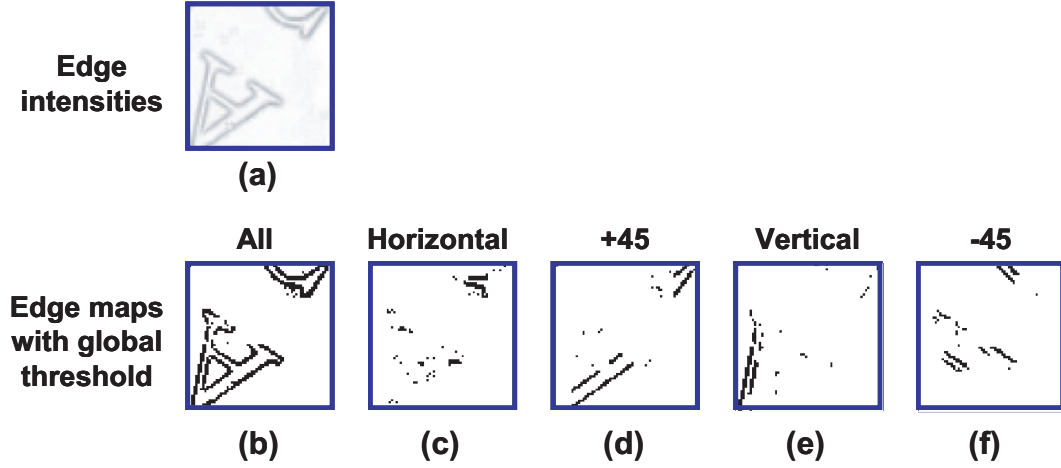 Edge
intensities
(a)
All Horizontal +45 Vertical -45
Edge maps
with global
threshold
(b) (c) (d) (e) (f)